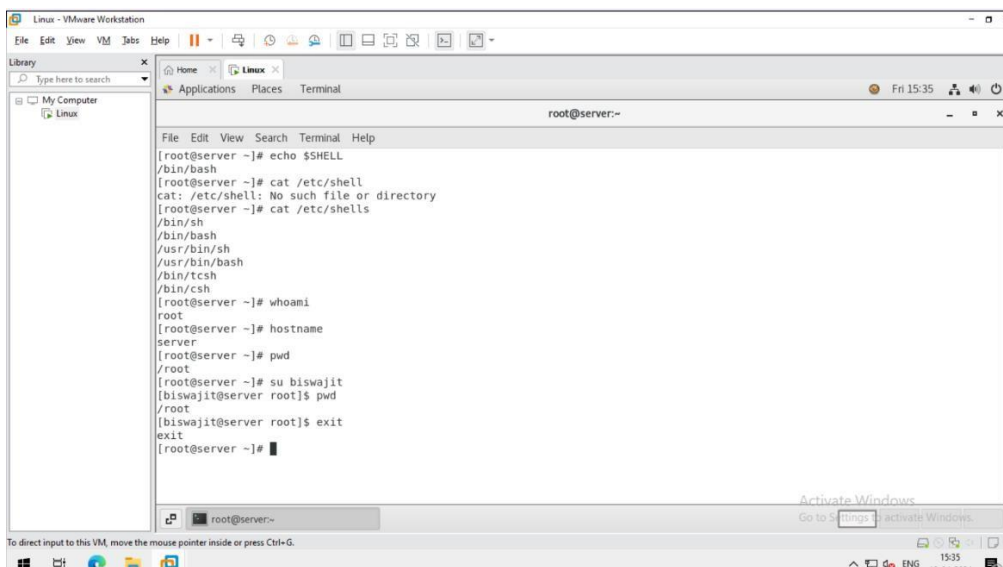 Linux - VMware Workstation
File Edit View VM Tabs Help
Library
Type here to search
My Computer
Linux
Home Linux
Applications Places Terminal Fri 15:35
root@server:~
File Edit View Search Terminal Help
[root@server ~]# echo $SHELL
/bin/bash
[root@server ~]# cat /etc/shell
cat: /etc/shell: No such file or directory
[root@server ~]# cat /etc/shells
/bin/sh
/bin/bash
/usr/bin/sh
/usr/bin/bash
/bin/tcsh
/bin/csh
[root@server ~]# whoami
root
[root@server ~]# hostname
server
[root@server ~]# pwd
/root
[root@server ~]# su biswajit
[biswajit@server root]$ pwd
/root
[biswajit@server root]$ exit
exit
[root@server ~]#
Activate Windows
Go to Settings to activate Windows.
root@server:~
To direct input to this VM, move the mouse pointer inside or press Ctrl+G.
ENG 15:35